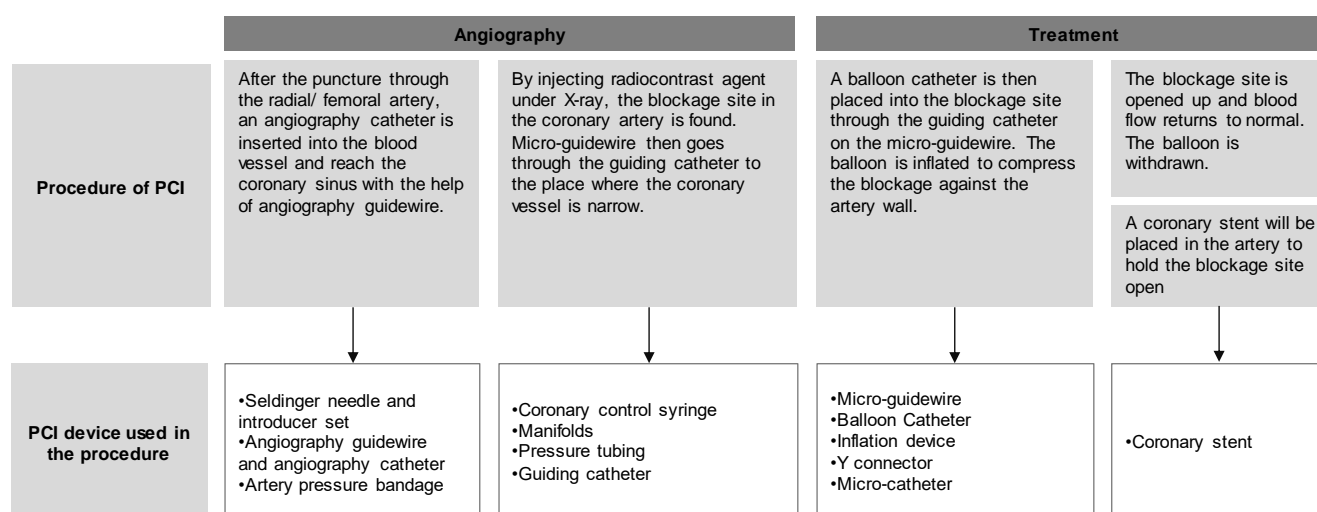 Angiography
Treatment
Procedure of PCI
After the puncture through
the radial/ femoral artery,
an angiography catheter is
inserted into the blood
vessel and reach the
coronary sinus with the help
of angiography guidewire.
By injecting radiocontrast agent
under X-ray, the blockage site in
the coronary artery is found.
Micro-guidewire then goes
through the guiding catheter to
the place where the coronary
vessel is narrow.
A balloon catheter is then
placed into the blockage site
through the guiding catheter
on the micro-guidewire. The
balloon is inflated to compress
the blockage against the
artery wall.
The blockage site is
opened up and blood
flow returns to normal.
The balloon is
withdrawn.
A coronary stent will be
placed in the artery to
hold the blockage site
open
PCI device used in
the procedure
•Seldinger needle and
introducer set
•Angiography guidewire
and angiography catheter
•Artery pressure bandage
•Coronary control syringe
•Manifolds
•Pressure tubing
•Guiding catheter
•Micro-guidewire
•Balloon Catheter
•Inflation device
•Y connector
•Micro-catheter
•Coronary stent